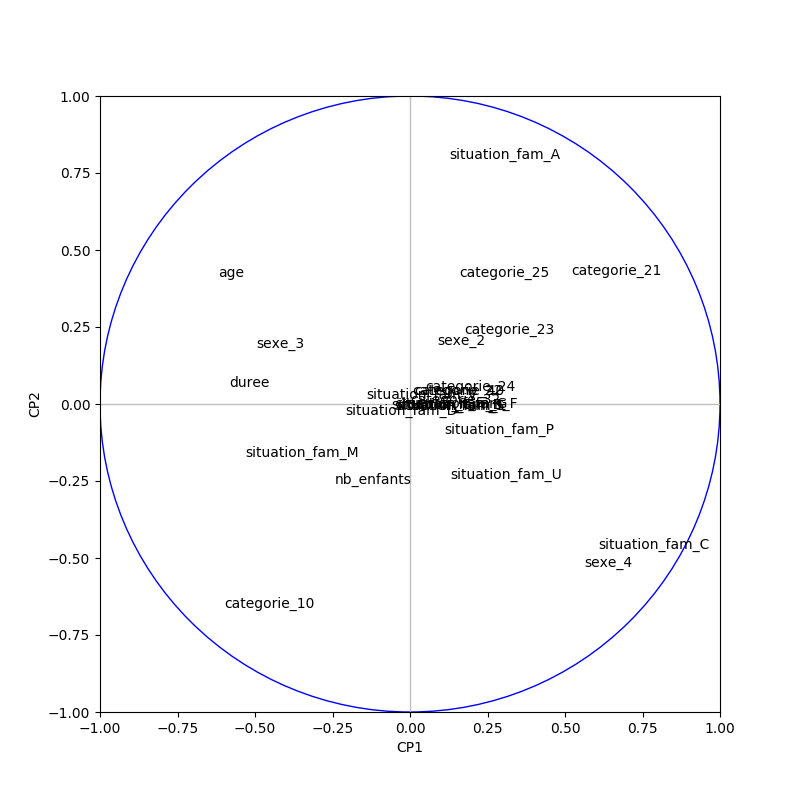 1.00
situation_fam_A
0.75
0.50
age
categorie_25
categorie_21
0.25
categorie_23
sexe_2
sexe_3
duree
categorie_24
CP2
0.00
situation_fam_P
situation_fam_M
−0.25
nb_enfants
situation_fam_U
−0.50
situation_fam_C
sexe_4
categorie_10
−0.75
−1.00
−1.00 −0.75 −0.50 −0.25 0.00 0.25 0.50 0.75 1.00
CP1